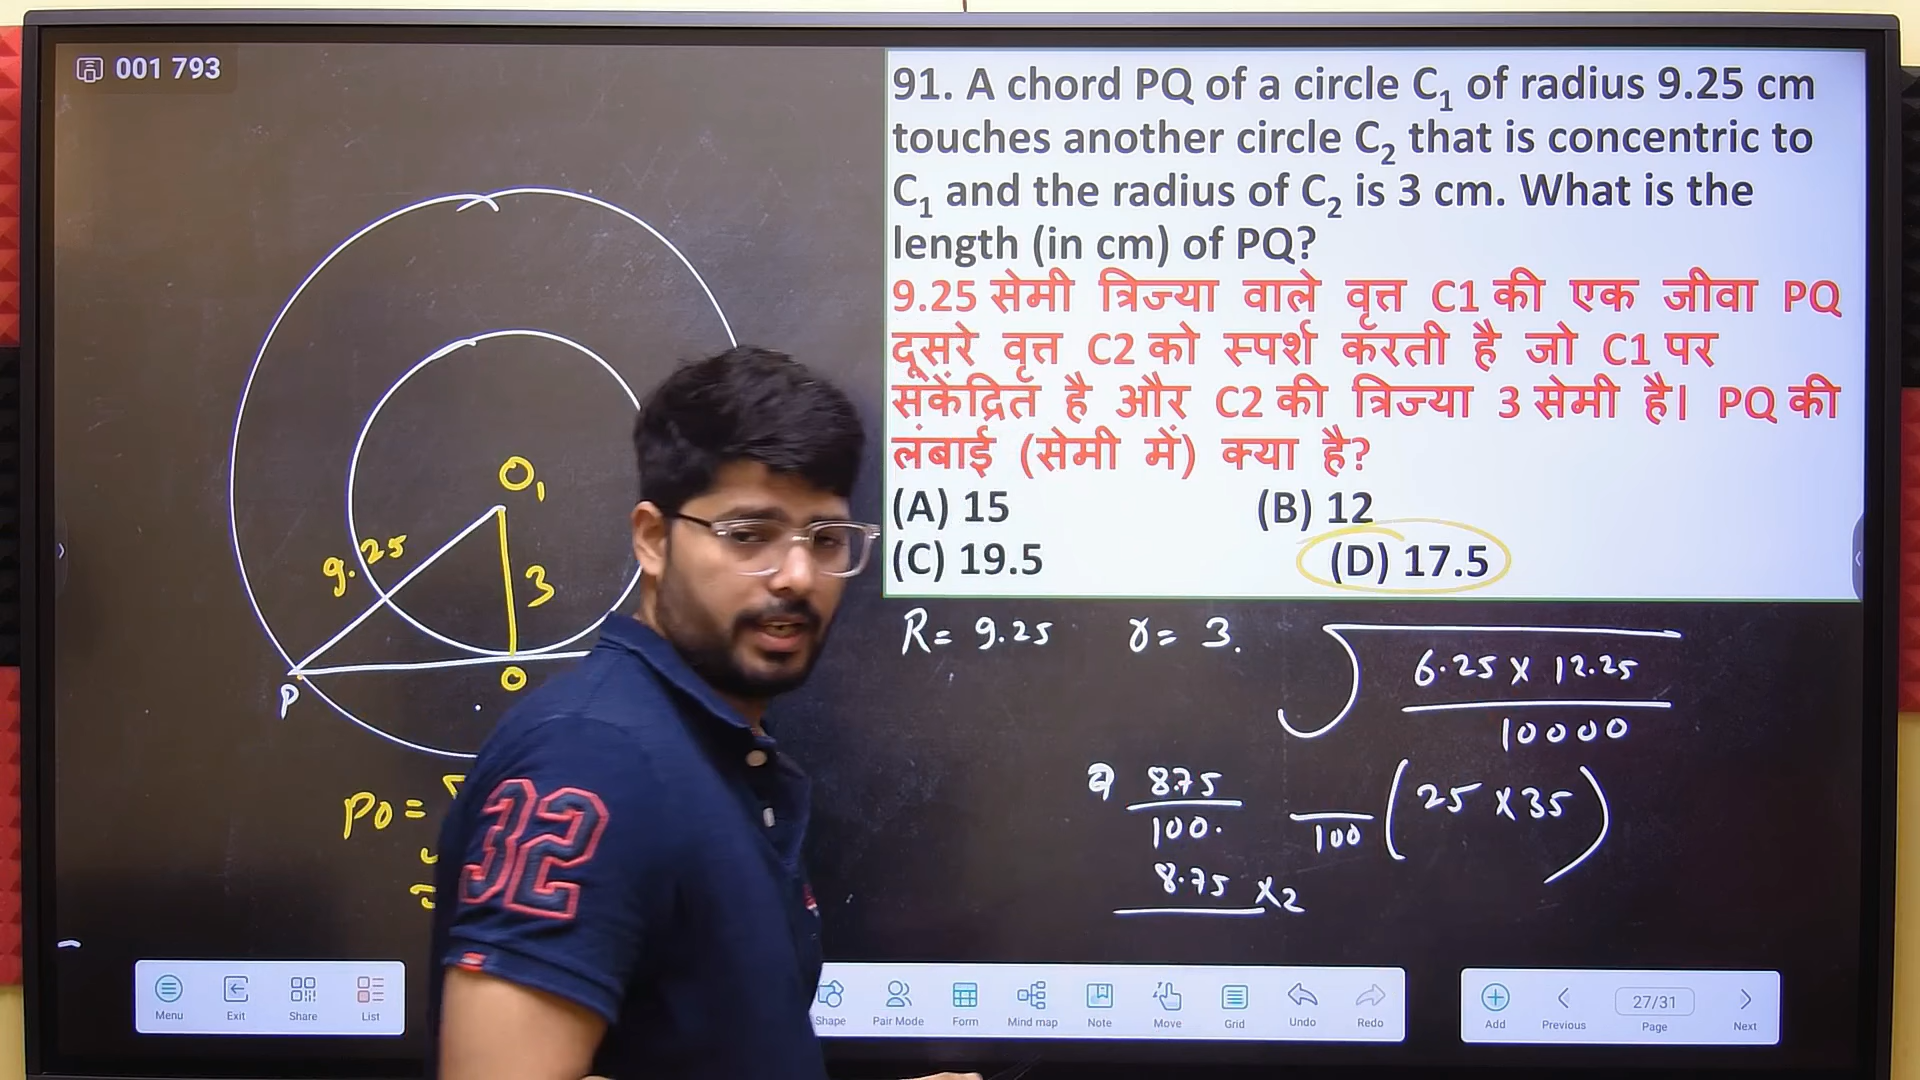 001 793
91. A chord PQ of a circle C₁ of radius 9.25 cm
touches another circle C₂ that is concentric to
C₁ and the radius of C₂ is 3 cm. What is the
length (in cm) of PQ?
9.25 सेमी त्रिज्या वाले वृत्त C1 की एक जीवा PQ
दूसरे वृत्त C2 को स्पर्श करती है जो C1 पर
संकेंद्रित है और C2 की त्रिज्या 3 सेमी है। PQ की
लंबाई (सेमी में) क्या है?
(A) 15 (B) 12
(C) 19.5 (D) 17.5
O₁
9.25
3
P
O
PO =
R = 9.25 r = 3.
6.25 x 12.25
10000
875
100.
100 (25 x 35)
8.75 x2
32
Menu Exit Share List
Shape Pair Mode Form Mind map Note Move Grid Undo Redo
Add Previous 27/31 Page Next